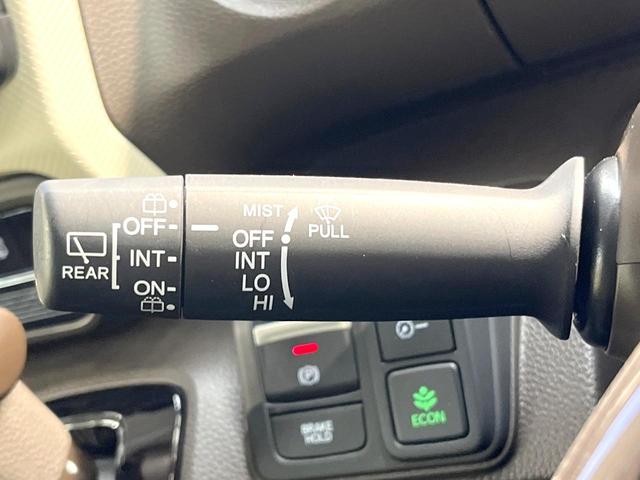 REAR
OFF
INT
ON
MIST
OFF
INT
LO
HI
PULL
BRAKE
HOLD
ECON